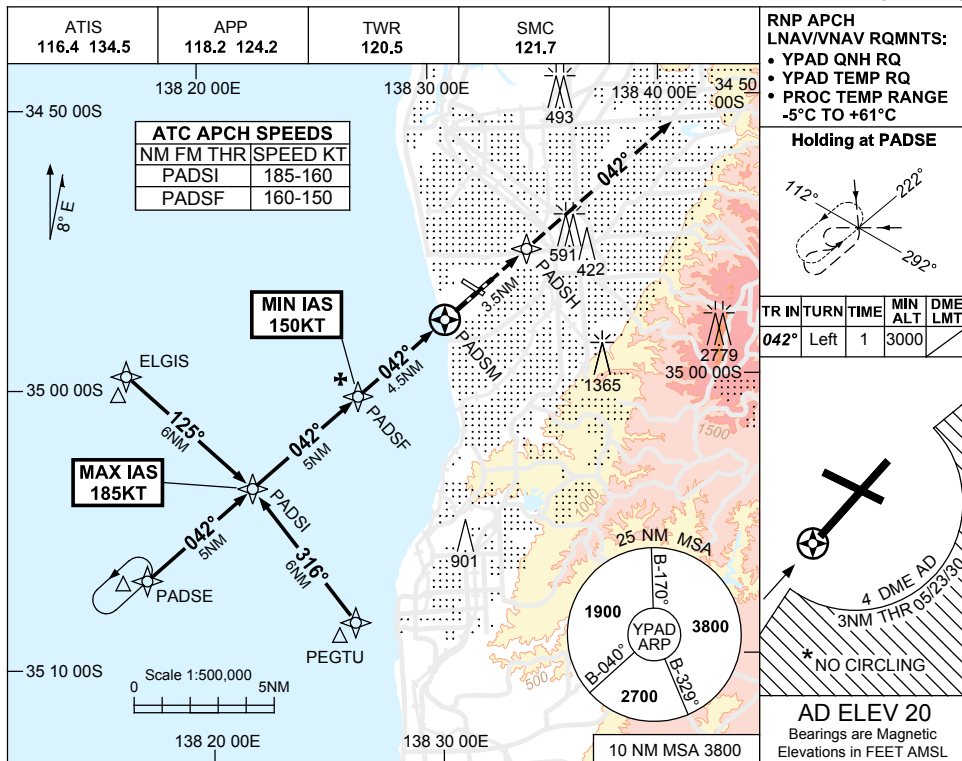 ATIS
116.4 134.5
APP
118.2 124.2
TWR
120.5
SMC
121.7
RNP APCH
LNAV/VNAV RQMNTS:
• YPAD QNH RQ
• YPAD TEMP RQ
• PROC TEMP RANGE
-5°C TO +61°C
138 20 00E
138 30 00E
138 40 00E
34 50 00S
34 50
00S
493
ATC APCH SPEEDS
NM FM THR SPEED KT
PADSI 185-160
PADSF 160-150
8° E
042°
591
422
PADSH
3.5NM
MIN IAS
150KT
PADSM
2779
1365
35 00 00S
35 00 00S
1500
ELGIS
125°
6NM
042°
4.5NM
PADSF
042°
5NM
MAX IAS
185KT
PADSI
042°
5NM
316°
6NM
PADSE
PEGTU
901
1000
500
35 10 00S
Scale 1:500,000
0 5NM
138 20 00E
138 30 00E
25 NM MSA
B-170°
1900
3800
YPAD
ARP
B-040°
B-329°
2700
10 NM MSA 3800
Holding at PADSE
112°
222°
292°
TR IN TURN TIME MIN ALT DME LMT
042° Left 1 3000
4 DME AD
3NM THR 05/23/30
*NO CIRCLING
AD ELEV 20
Bearings are Magnetic
Elevations in FEET AMSL